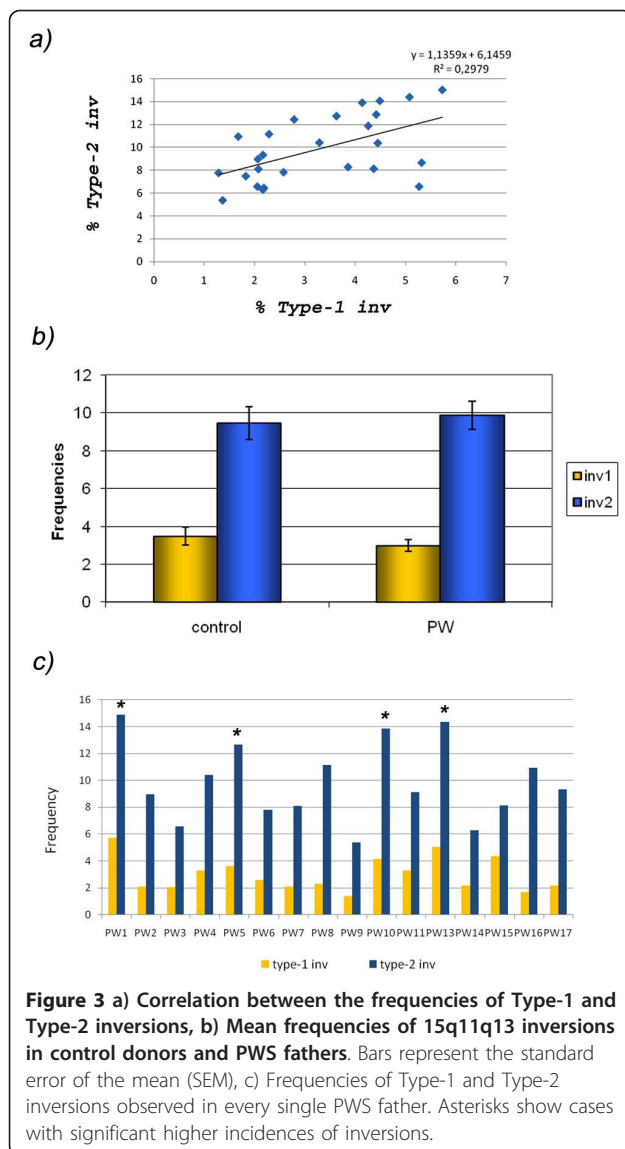 a)
y = 1,1359x + 6,1459
R² = 0,2979
16
14
12
10
8
6
4
2
0
% Type-2 inv
0 1 2 3 4 5 6 7
% Type-1 inv
b)
12
10
8
6
4
2
0
Frequencies
control PW
inv1
inv2
c)
16
14
12
10
8
6
4
2
0
Frequency
* * * *
PW1 PW2 PW3 PW4 PW5 PW6 PW7 PW8 PW9 PW10 PW11 PW13 PW14 PW15 PW16 PW17
type-1 inv type-2 inv
Figure 3 a) Correlation between the frequencies of Type-1 and
Type-2 inversions, b) Mean frequencies of 15q11q13 inversions
in control donors and PWS fathers. Bars represent the standard
error of the mean (SEM), c) Frequencies of Type-1 and Type-2
inversions observed in every single PWS father. Asterisks show cases
with significant higher incidences of inversions.